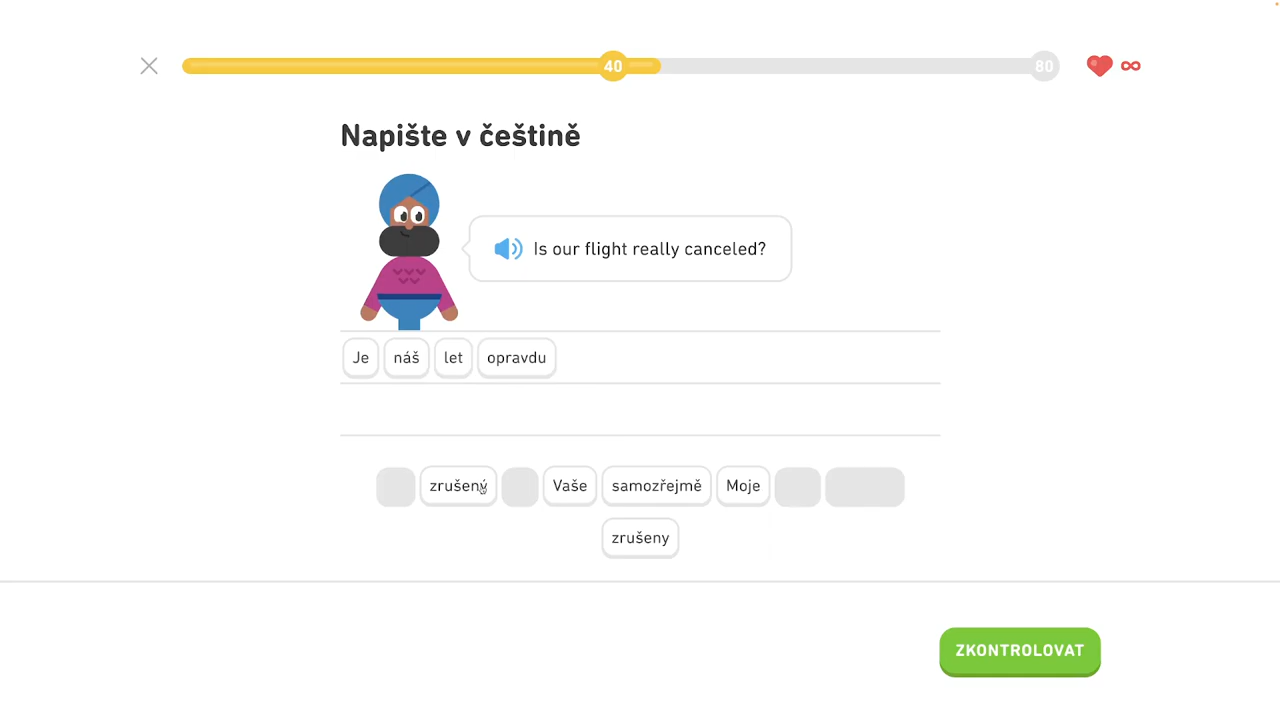 40
80
Napište v češtině
Is our flight really canceled?
Je náš let opravdu
zrušený Vaše samozřejmě Moje
zrušeny
ZKONTROLOVAT